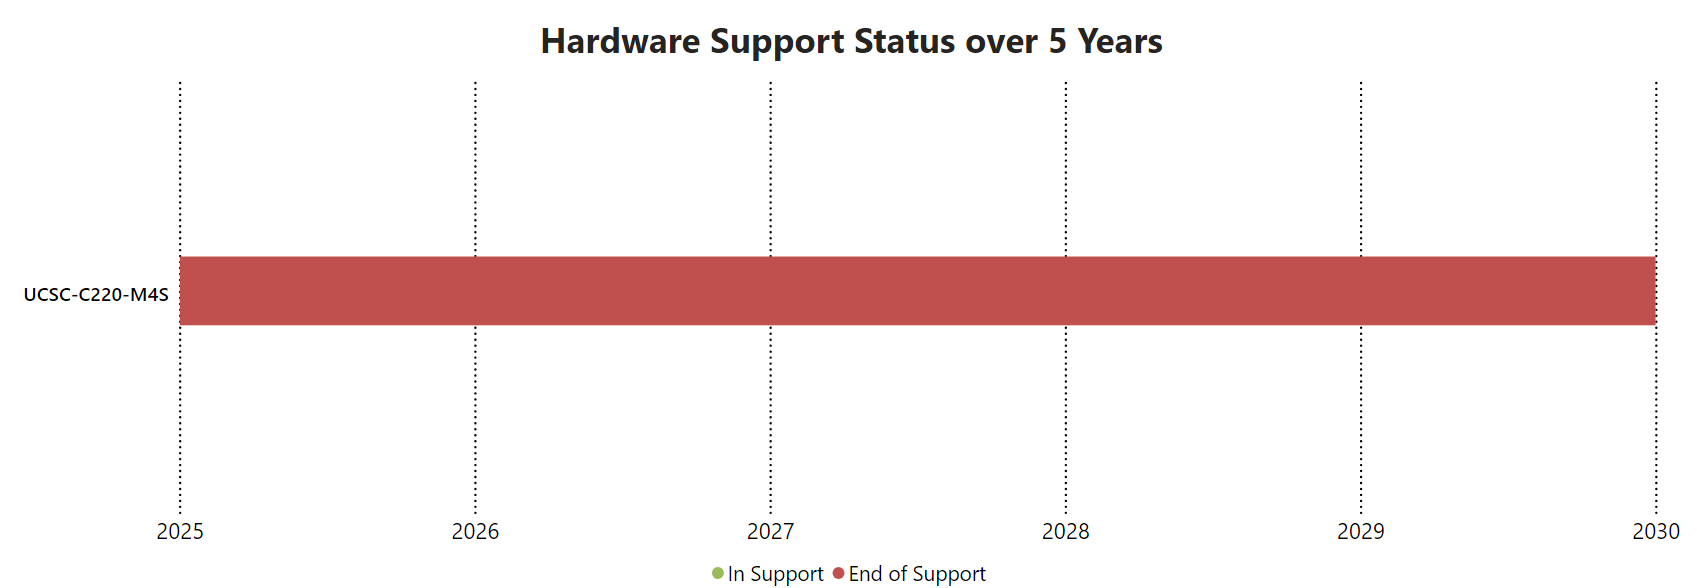 Hardware Support Status over 5 Years
UCSC-C220-M4S
2025 2026 2027 2028 2029 2030
In Support End of Support